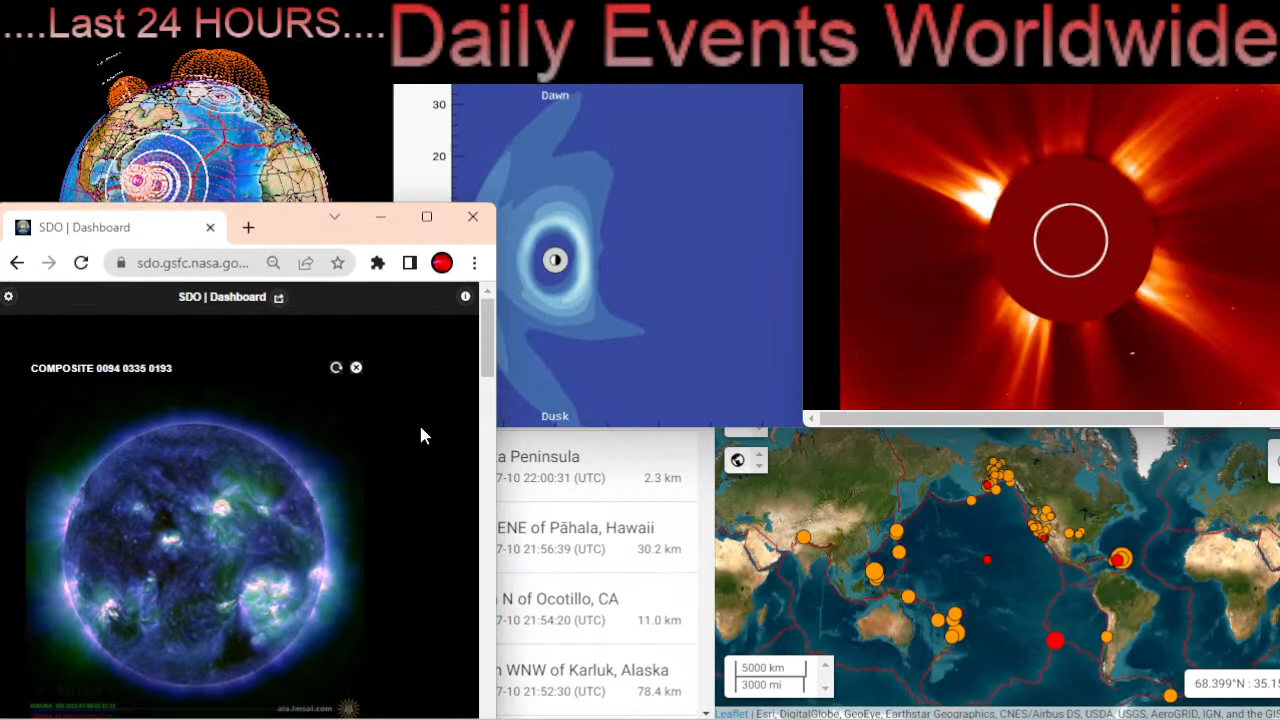 ....Last 24 HOURS....
Daily Events Worldwide
30
20
Dawn
Dusk
SDO | Dashboard
sdo.gsfc.nasa.go...
SDO | Dashboard
COMPOSITE 0094 0335 0193
aia.lmsal.com
a Peninsula
7-10 22:00:31 (UTC) 2.3 km
ENE of Pāhala, Hawaii
7-10 21:56:39 (UTC) 30.2 km
N of Ocotillo, CA
7-10 21:54:20 (UTC) 11.0 km
WNW of Karluk, Alaska
7-10 21:52:30 (UTC) 78.4 km
5000 km
3000 mi
68.399°N : 35.15
Leaflet | Esri, DigitalGlobe, GeoEye, Earthstar Geographics, CNES/Airbus DS, USDA, USGS, AeroGRID, IGN, and the GIS